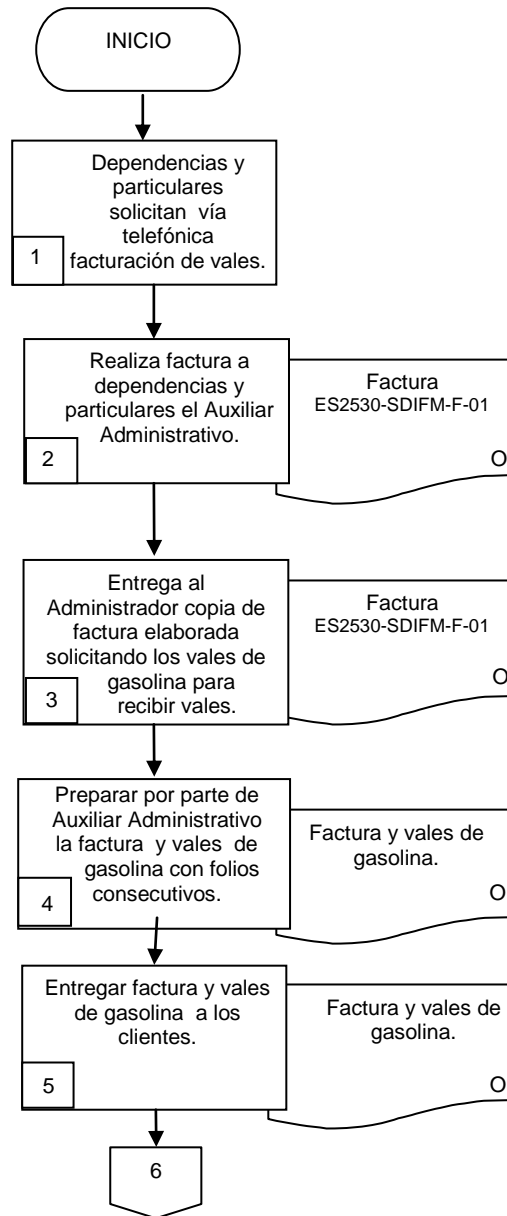 INICIO
Dependencias y
particulares
solicitan vía
telefónica
facturación de vales.
1
Realiza factura a
dependencias y
particulares el Auxiliar
Administrativo.
2
Factura
ES2530-SDIFM-F-01
O
Entrega al
Administrador copia de
factura elaborada
solicitando los vales de
gasolina para
recibir vales.
3
Factura
ES2530-SDIFM-F-01
O
Preparar por parte de
Auxiliar Administrativo
la factura y vales de
gasolina con folios
consecutivos.
4
Factura y vales de
gasolina.
O
Entregar factura y vales
de gasolina a los
clientes.
5
Factura y vales de
gasolina.
O
6